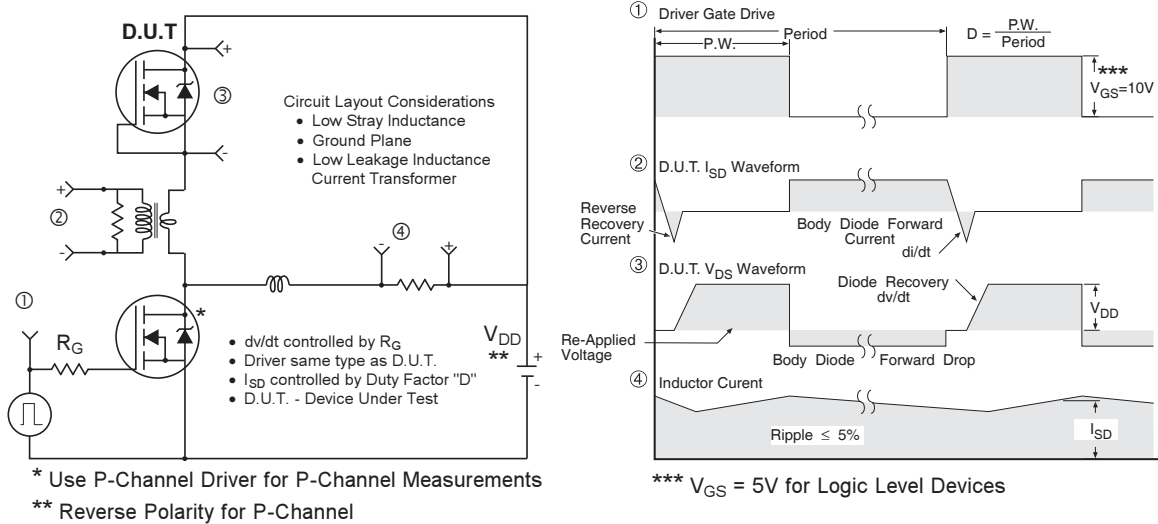 D.U.T
+
③
-
Circuit Layout Considerations
• Low Stray Inductance
• Ground Plane
• Low Leakage Inductance
Current Transformer
+
②
-
④
-
+
①
R_G
*
• dv/dt controlled by R_G
• Driver same type as D.U.T.
• I_SD controlled by Duty Factor "D"
• D.U.T. - Device Under Test
V_DD
**
+
-
* Use P-Channel Driver for P-Channel Measurements
** Reverse Polarity for P-Channel
① Driver Gate Drive
P.W.
Period
D = P.W. / Period
***
V_GS=10V
② D.U.T. I_SD Waveform
Reverse
Recovery
Current
Body Diode Forward
Current
di/dt
③ D.U.T. V_DS Waveform
Diode Recovery
dv/dt
V_DD
Re-Applied
Voltage
Body Diode Forward Drop
④ Inductor Curent
Ripple ≤ 5%
I_SD
*** V_GS = 5V for Logic Level Devices